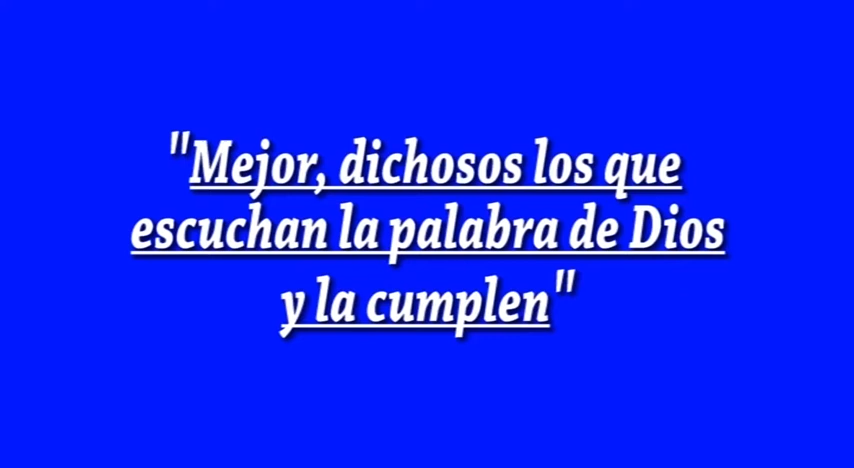 "Mejor, dichosos los que
escuchan la palabra de Dios
y la cumplen"